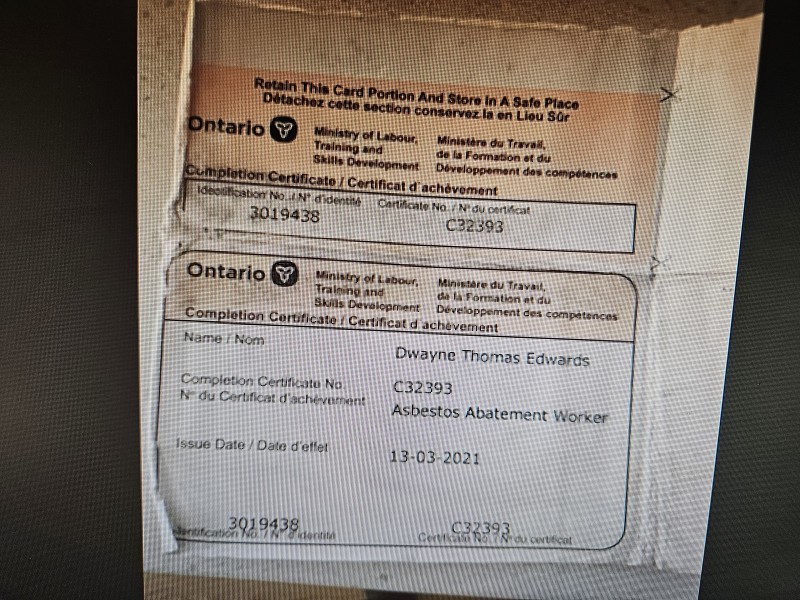 Retain This Card Portion And Store In A Safe Place
Détachez cette section conservez la en Lieu Sûr
Ontario
Ministry of Labour,
Training and
Skills Development
Ministère du Travail,
de la Formation et du
Développement des compétences
Completion Certificate / Certificat d'achèvement
Identification No. / N° d'identité
Certificate No. / N° du certificat
3019438
C32393
Ontario
Ministry of Labour,
Training and
Skills Development
Ministère du Travail,
de la Formation et du
Développement des compétences
Completion Certificate / Certificat d'achèvement
Name / Nom
Dwayne Thomas Edwards
Completion Certificate No.
N° du Certificat d'achèvement
C32393
Asbestos Abatement Worker
Issue Date / Date d'effet
13-03-2021
3019438
C32393
Identification No. / N° d'identité
Certificate No. / N° du certificat